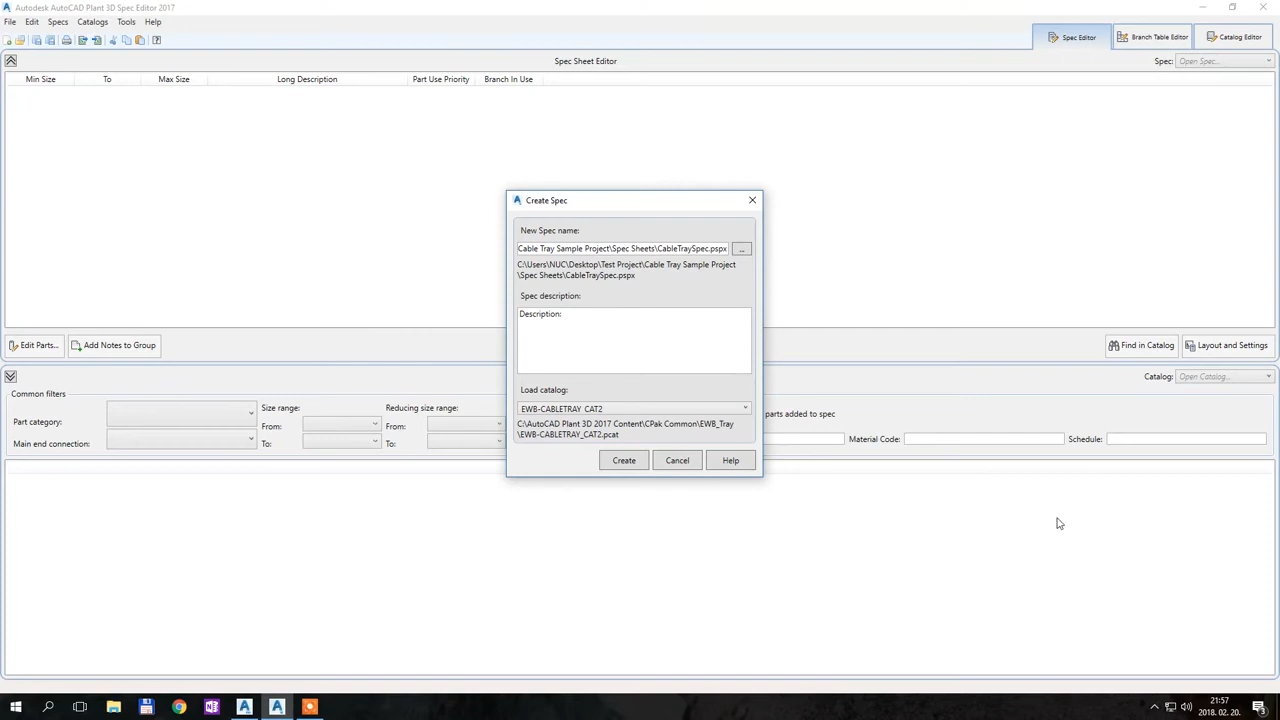 Autodesk AutoCAD Plant 3D Spec Editor 2017
File Edit Specs Catalogs Tools Help
Spec Editor Branch Table Editor Catalog Editor
Spec Sheet Editor Spec: Open Spec...
Min Size To Max Size Long Description Part Use Priority Branch In Use
Create Spec
New Spec name:
Cable Tray Sample Project\Spec Sheets\CableTraySpec.pspx ...
C:\Users\NUC\Desktop\Test Project\Cable Tray Sample Project
\Spec Sheets\CableTraySpec.pspx
Spec description:
Description:
Edit Parts... Add Notes to Group Find in Catalog Layout and Settings
Catalog: Open Catalog...
Load catalog:
EWB-CABLETRAY_CAT2
C:\AutoCAD Plant 3D 2017 Content\CPak Common\EWB_Tray
\EWB-CABLETRAY_CAT2.pcat
Create Cancel Help
Common filters
Part category: Size range: Reducing size range: parts added to spec
From: From:
Main end connection: To: To: Material Code: Schedule:
21:57
2018. 02. 20.
3